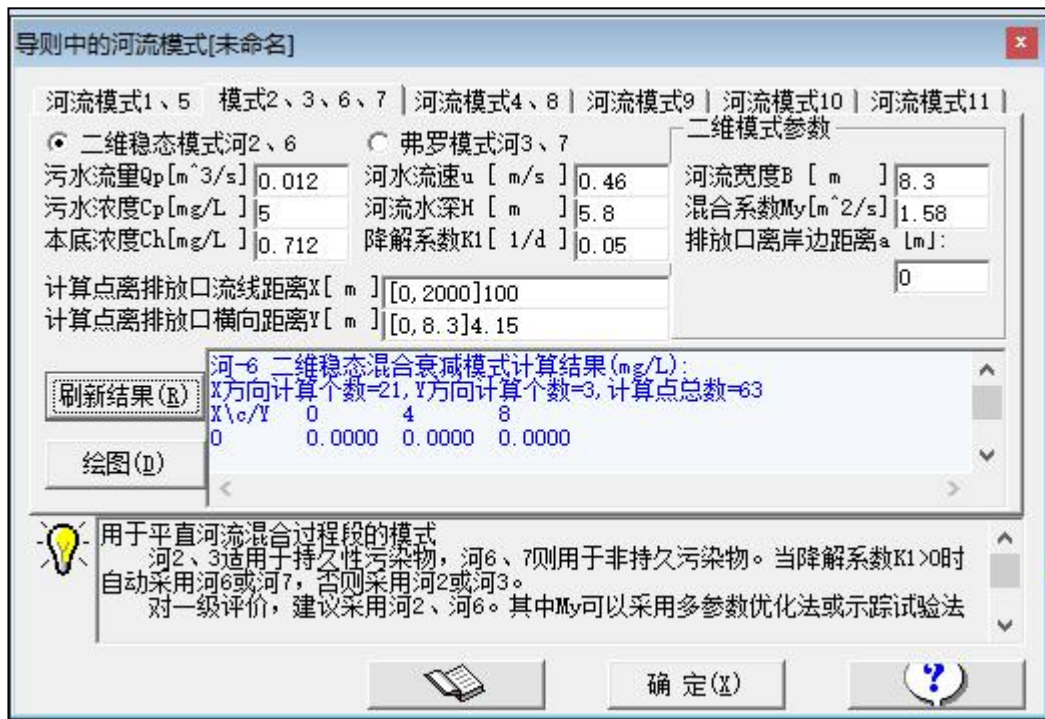 导则中的河流模式[未命名]
x
河流模式1、5 模式2、3、6、7 河流模式4、8 河流模式9 河流模式10 河流模式11
二维稳态模式河2、6 弗罗模式河3、7 二维模式参数
污水流量Qp[m^3/s] 0.012 河水流速u [ m/s ] 0.46 河流宽度B [ m ] 8.3
污水浓度Cp[mg/L ] 5 河流水深H [ m ] 5.8 混合系数My[m^2/s] 1.58
本底浓度Ch[mg/L ] 0.712 降解系数K1[ 1/d ] 0.05 排放口离岸边距离a [m]:
0
计算点离排放口流线距离X[ m ] [0,2000]100
计算点离排放口横向距离Y[ m ] [0,8.3]4.15
刷新结果(R)
绘图(D)
河-6 二维稳态混合衰减模式计算结果(mg/L):
X方向计算个数=21,Y方向计算个数=3,计算点总数=63
X\c/Y 0 4 8
0 0.0000 0.0000 0.0000
用于平直河流混合过程段的模式
河2、3适用于持久性污染物，河6、7则用于非持久污染物。当降解系数K1>0时
自动采用河6或河7，否则采用河2或河3。
对一级评价，建议采用河2、河6。其中My可以采用多参数优化法或示踪试验法
确 定(X)
?